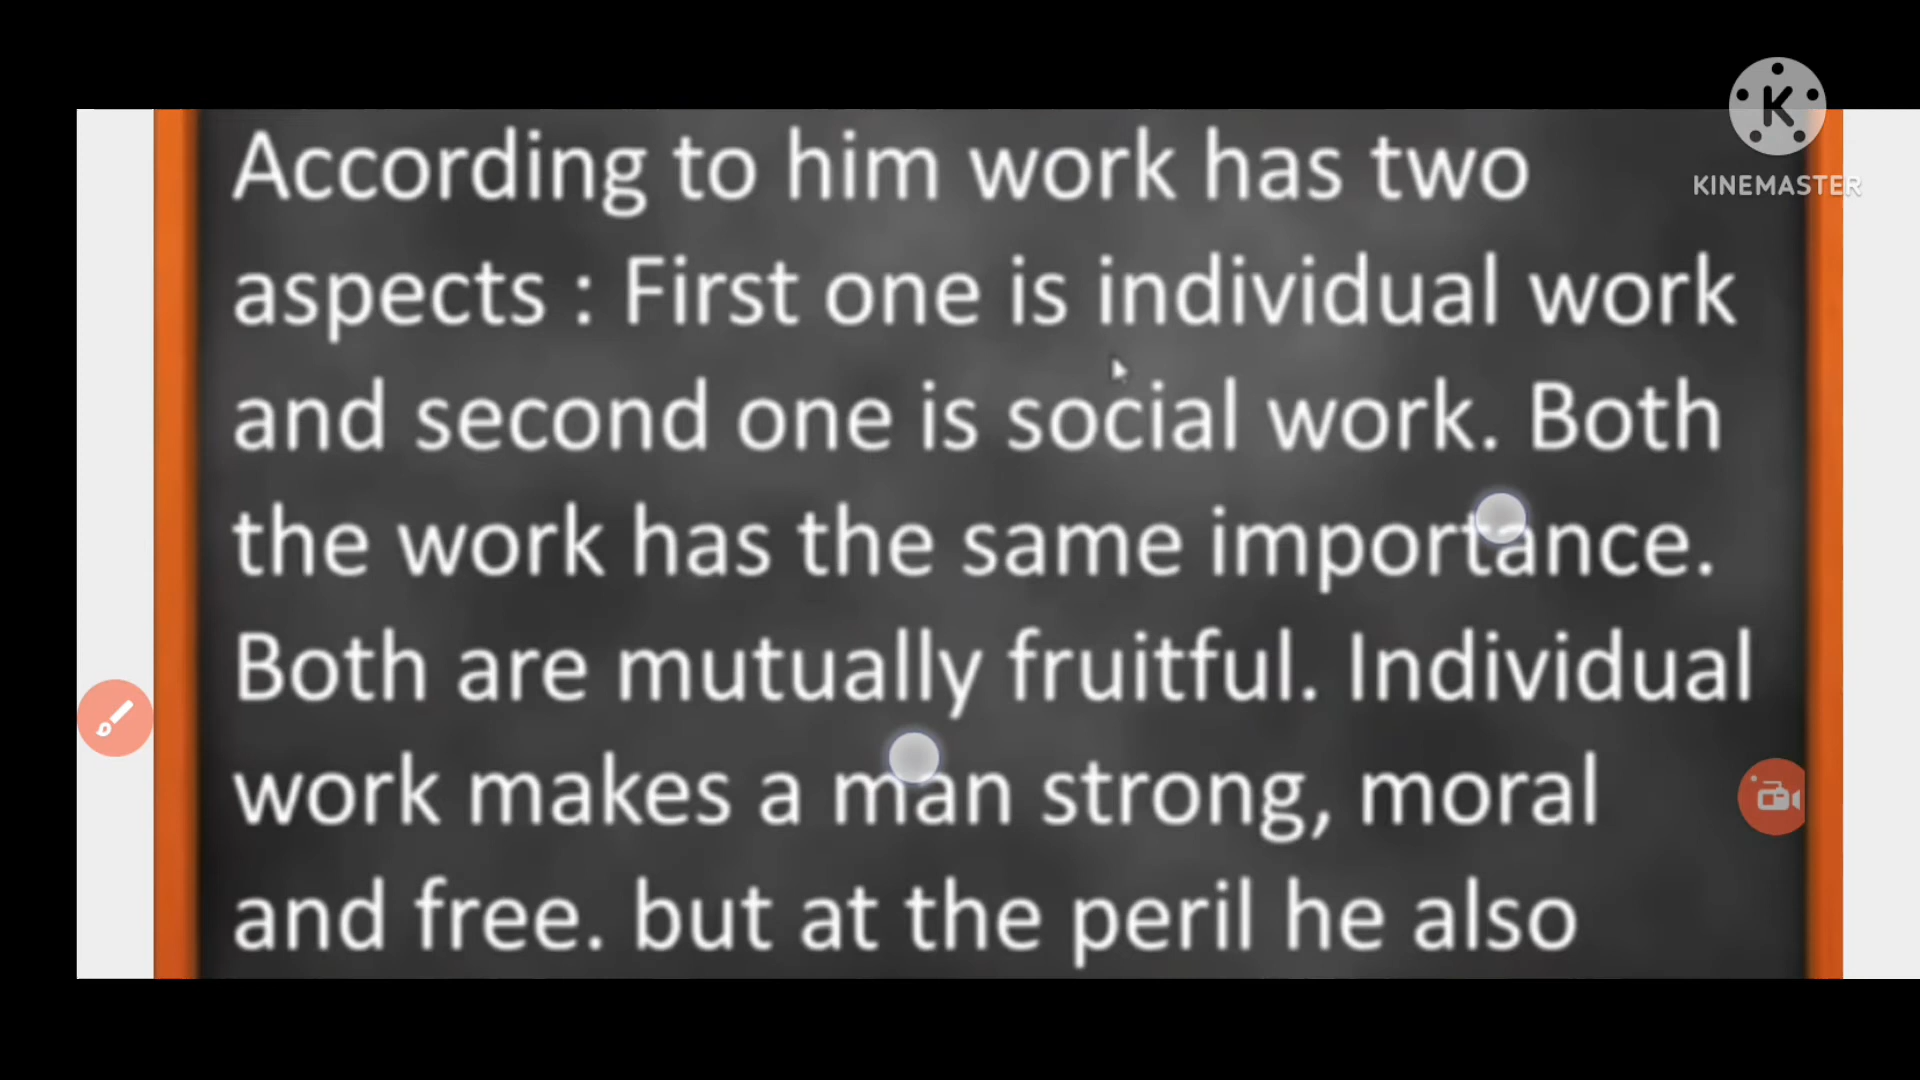 According to him work has two
aspects : First one is individual work
and second one is social work. Both
the work has the same importance.
Both are mutually fruitful. Individual
work makes a man strong, moral
and free. but at the peril he also
K
KINEMASTER